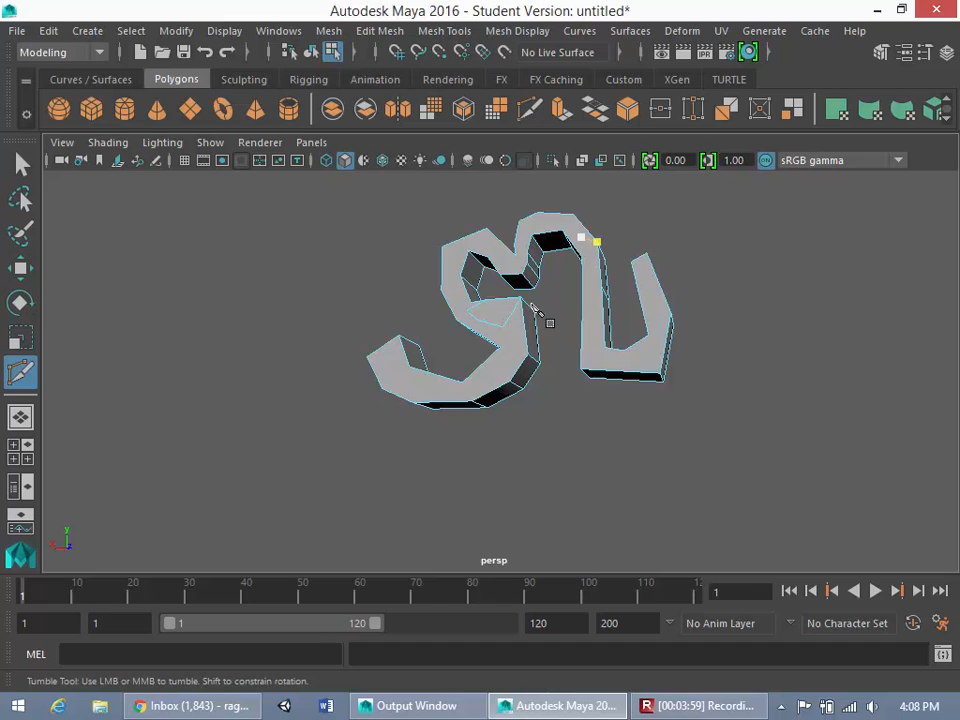 Autodesk Maya 2016 - Student Version: untitled*
File Edit Create Select Modify Display Windows Mesh Edit Mesh Mesh Tools Mesh Display Curves Surfaces Deform UV Generate Cache Help
Modeling No Live Surface
Curves / Surfaces Polygons Sculpting Rigging Animation Rendering FX FX Caching Custom XGen TURTLE
View Shading Lighting Show Renderer Panels
0.00 1.00 sRGB gamma
y
persp
10 20 30 40 50 60 70 80 90 100 110
1 1
1 1 1 120 120 200 No Anim Layer No Character Set
MEL
Tumble Tool: Use LMB or MMB to tumble. Shift to constrain rotation.
Inbox (1,843) - rag... Output Window Autodesk Maya 20... [00:03:59] Recordi... 4:08 PM